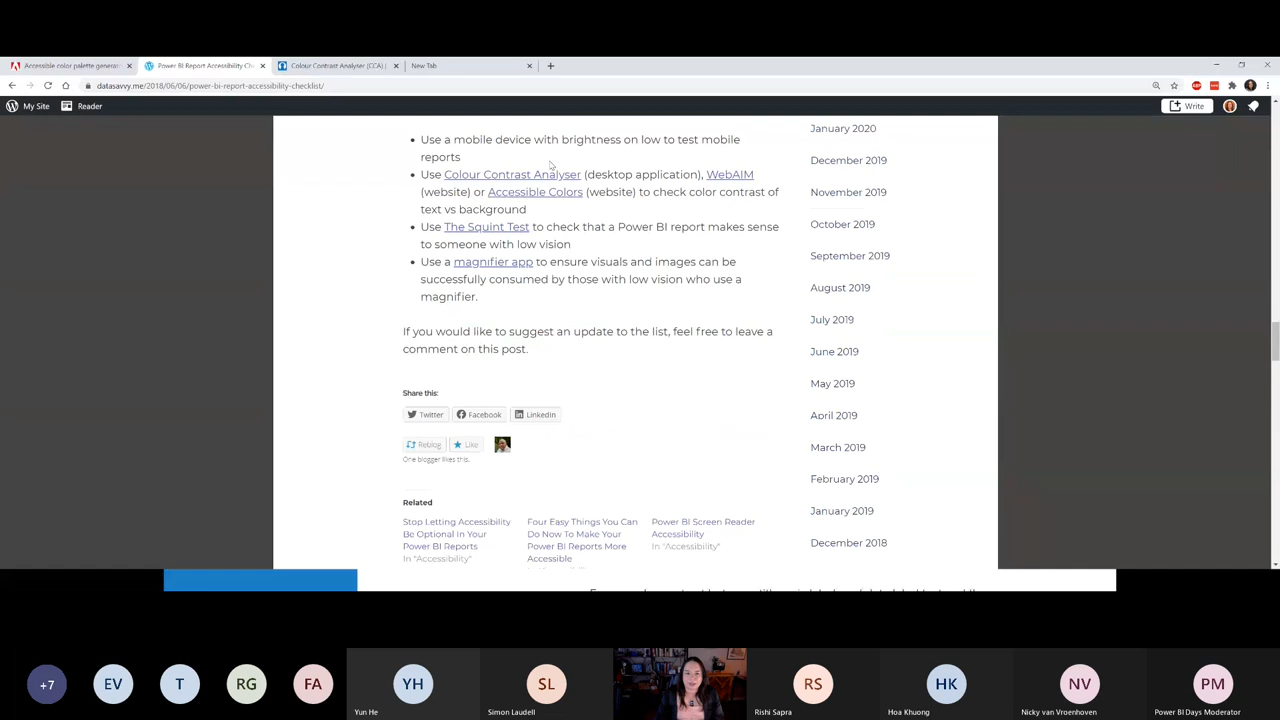 Accessible color palette generat
Power BI Report Accessibility Che
Colour Contrast Analyser (CCA) |
New Tab
datasavvy.me/2018/06/06/power-bi-report-accessibility-checklist/
My Site
Reader
Write
Use a mobile device with brightness on low to test mobile
reports
Use Colour Contrast Analyser (desktop application), WebAIM
(website) or Accessible Colors (website) to check color contrast of
text vs background
Use The Squint Test to check that a Power BI report makes sense
to someone with low vision
Use a magnifier app to ensure visuals and images can be
successfully consumed by those with low vision who use a
magnifier.
If you would like to suggest an update to the list, feel free to leave a
comment on this post.
Share this:
Twitter
Facebook
LinkedIn
Reblog
Like
One blogger likes this.
Related
Stop Letting Accessibility
Be Optional In Your
Power BI Reports
In "Accessibility"
Four Easy Things You Can
Do Now To Make Your
Power BI Reports More
Accessible
Power BI Screen Reader
Accessibility
In "Accessibility"
January 2020
December 2019
November 2019
October 2019
September 2019
August 2019
July 2019
June 2019
May 2019
April 2019
March 2019
February 2019
January 2019
December 2018
+7
EV
T
RG
FA
YH
Yun He
SL
Simon Laudell
RS
Rishi Sapra
HK
Hoa Khuong
NV
Nicky van Vroenhoven
PM
Power BI Days Moderator